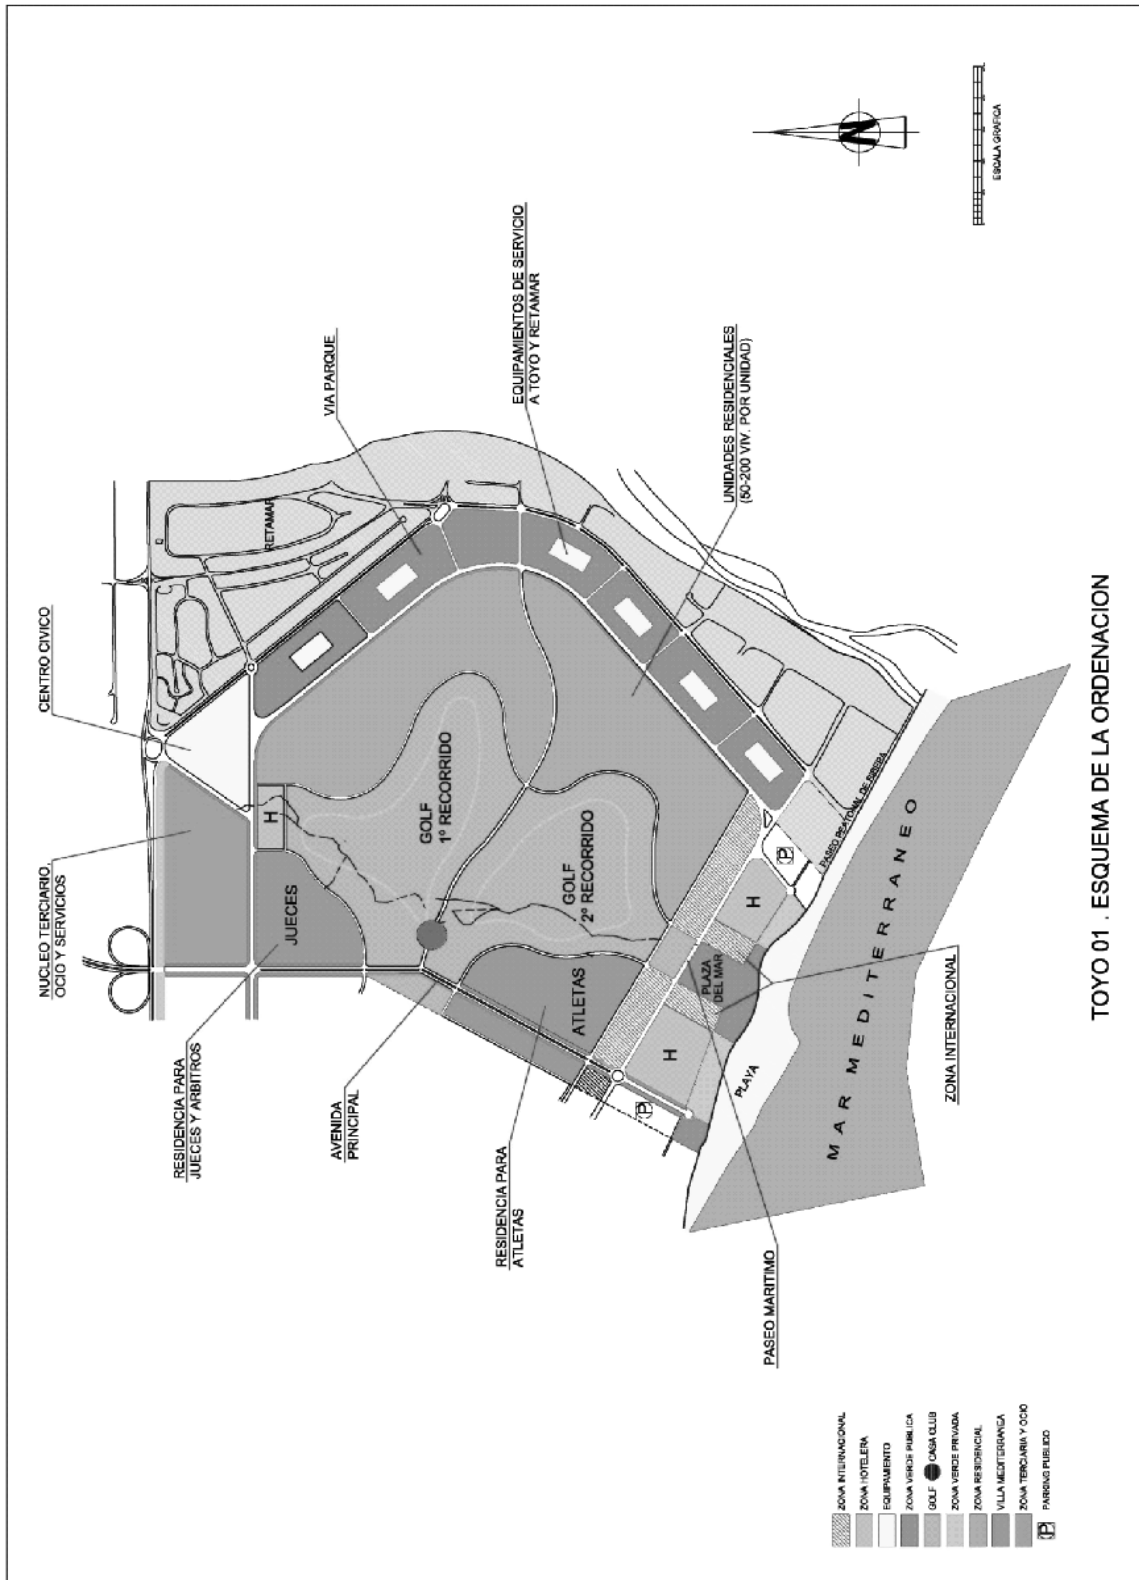 NUCLEO TERCIARIO,
OCIO Y SERVICIOS
CENTRO CIVICO
RESIDENCIA PARA
JUECES Y ARBITROS
AVENIDA
PRINCIPAL
RESIDENCIA PARA
ATLETAS
PASEO MARITIMO
VIA PARQUE
EQUIPAMIENTOS DE SERVICIO
A TOYO Y RETAMAR
UNIDADES RESIDENCIALES
(50-200 VIV. POR UNIDAD)
ZONA INTERNACIONAL
RETAMAR
JUECES
H
GOLF
1º RECORRIDO
GOLF
2º RECORRIDO
ATLETAS
PLAZA
DEL MAR
H
H
P
P
PLAYA
PASEO PEATONAL DE RIBERA
MAR MEDITERRANEO
N
ESCALA GRAFICA
ZONA INTERNACIONAL
ZONA HOTELERA
EQUIPAMIENTO
ZONA VERDE PUBLICA
GOLF CASA CLUB
ZONA VERDE PRIVADA
ZONA RESIDENCIAL
VILLA MEDITERRANEA
ZONA TERCIARIA Y OCIO
P PARKING PUBLICO
TOYO 01 . ESQUEMA DE LA ORDENACION